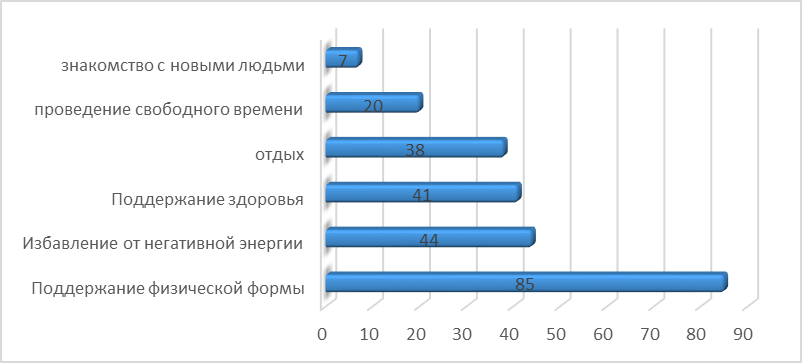 знакомство с новыми людьми
7
проведение свободного времени
20
отдых
38
Поддержание здоровья
41
Избавление от негативной энергии
44
Поддержание физической формы
85
0 10 20 30 40 50 60 70 80 90